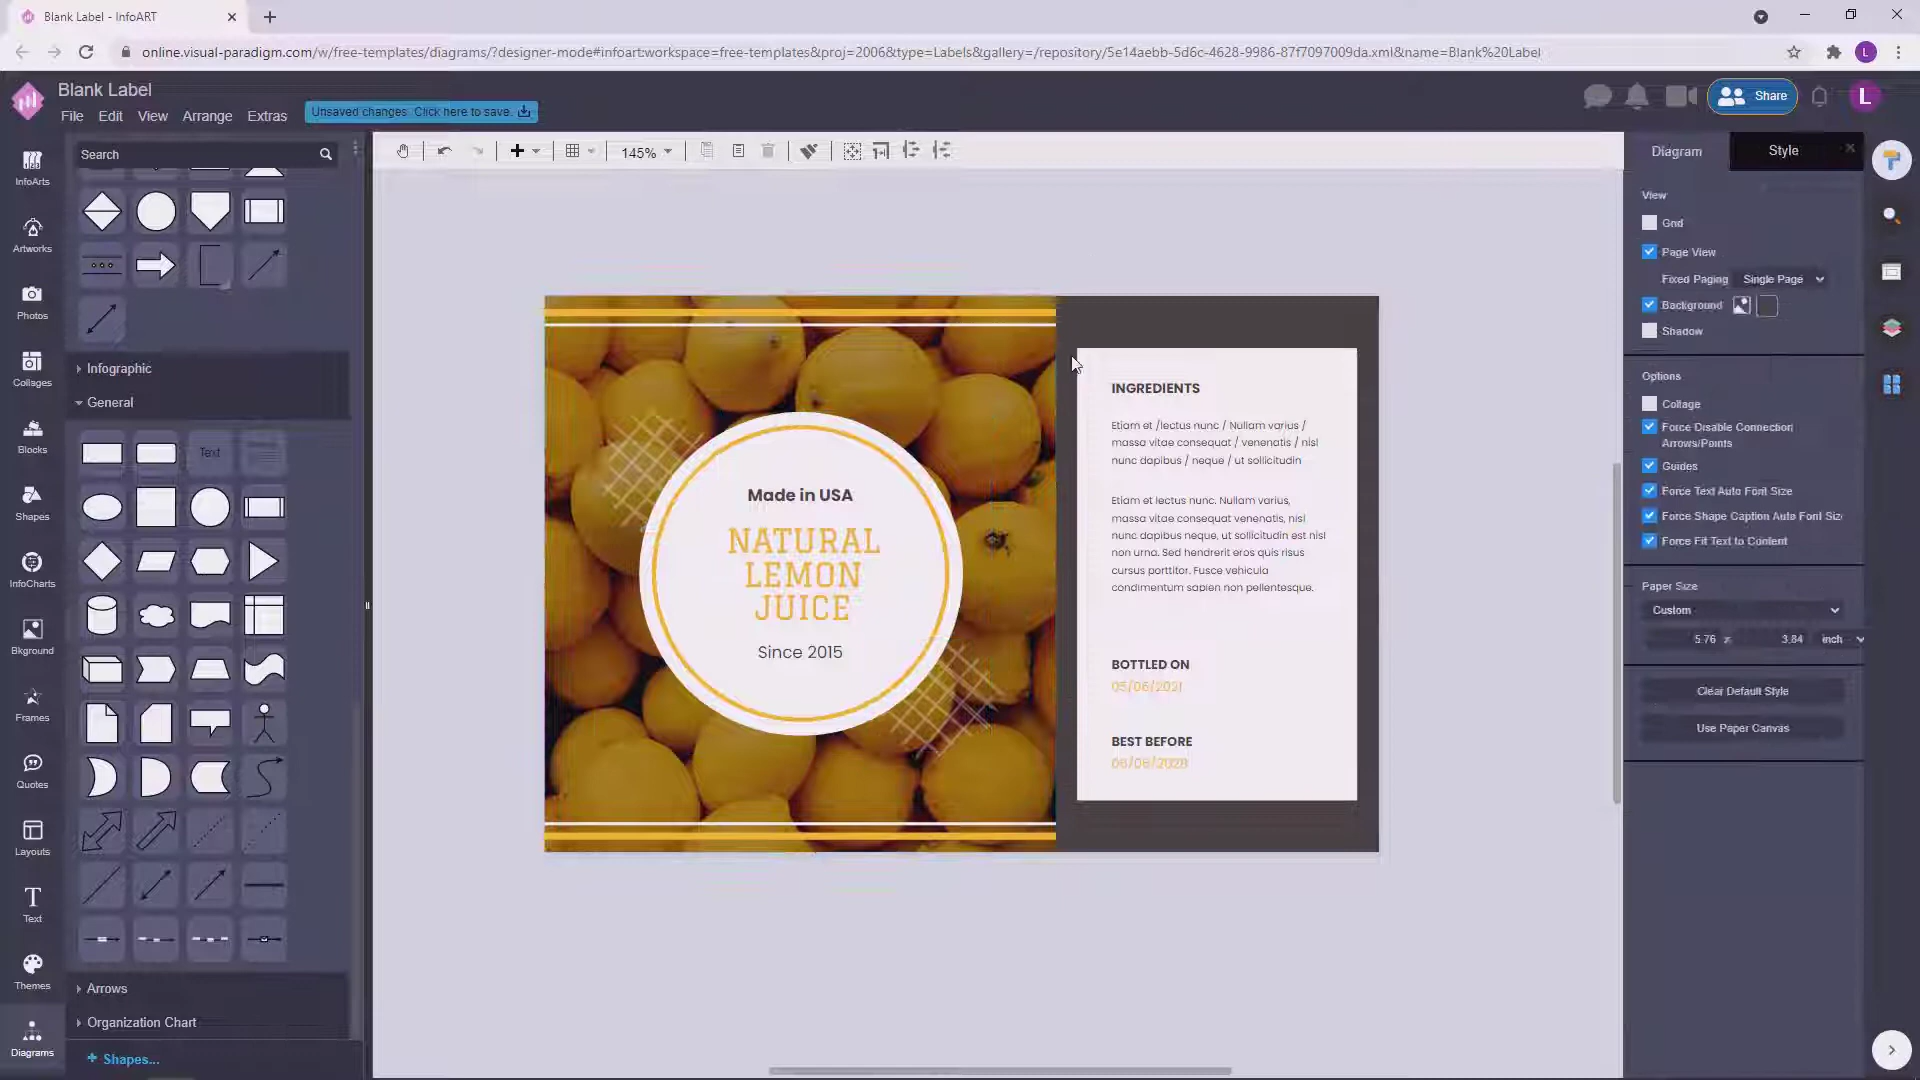 Blank Label - InfoART
online.visual-paradigm.com/w/free-templates/diagrams/?designer-mode#infoart:workspace=free-templates&proj=2006&type=Labels&gallery=/repository/5e14aebb-5d6c-4628-9986-87f7097009da.xml&name=Blank%20Label
L
Blank Label
File Edit View Arrange Extras
Unsaved changes. Click here to save.
Share
L
InfoArts
Artworks
Photos
Collages
Blocks
Shapes
InfoCharts
Bkground
Frames
Quotes
Layouts
Text
Themes
Diagrams
Search
Infographic
General
Text
Arrows
Organization Chart
+ Shapes...
145%
Made in USA
NATURAL
LEMON
JUICE
Since 2015
INGREDIENTS
Etiam et /lectus nunc / Nullam varius /
massa vitae consequat / venenatis / nisl
nunc dapibus / neque / ut sollicitudin
Etiam et lectus nunc. Nullam varius,
massa vitae consequat venenatis, nisl
nunc dapibus neque, ut sollicitudin est nisl
non urna. Sed hendrerit eros quis risus
cursus porttitor. Fusce vehicula
condimentum sapien non pellentesque.
BOTTLED ON
05/06/2021
BEST BEFORE
Diagram Style
View
Grid
Page View
Fixed Paging Single Page
Background
Shadow
Options
Collage
Force Disable Connection
Arrows/Points
Guides
Force Text Auto Font Size
Force Shape Caption Auto Font Size
Force Fit Text to Content
Paper Size
Custom
5.76 x 3.84 inch
Clear Default Style
Use Paper Canvas